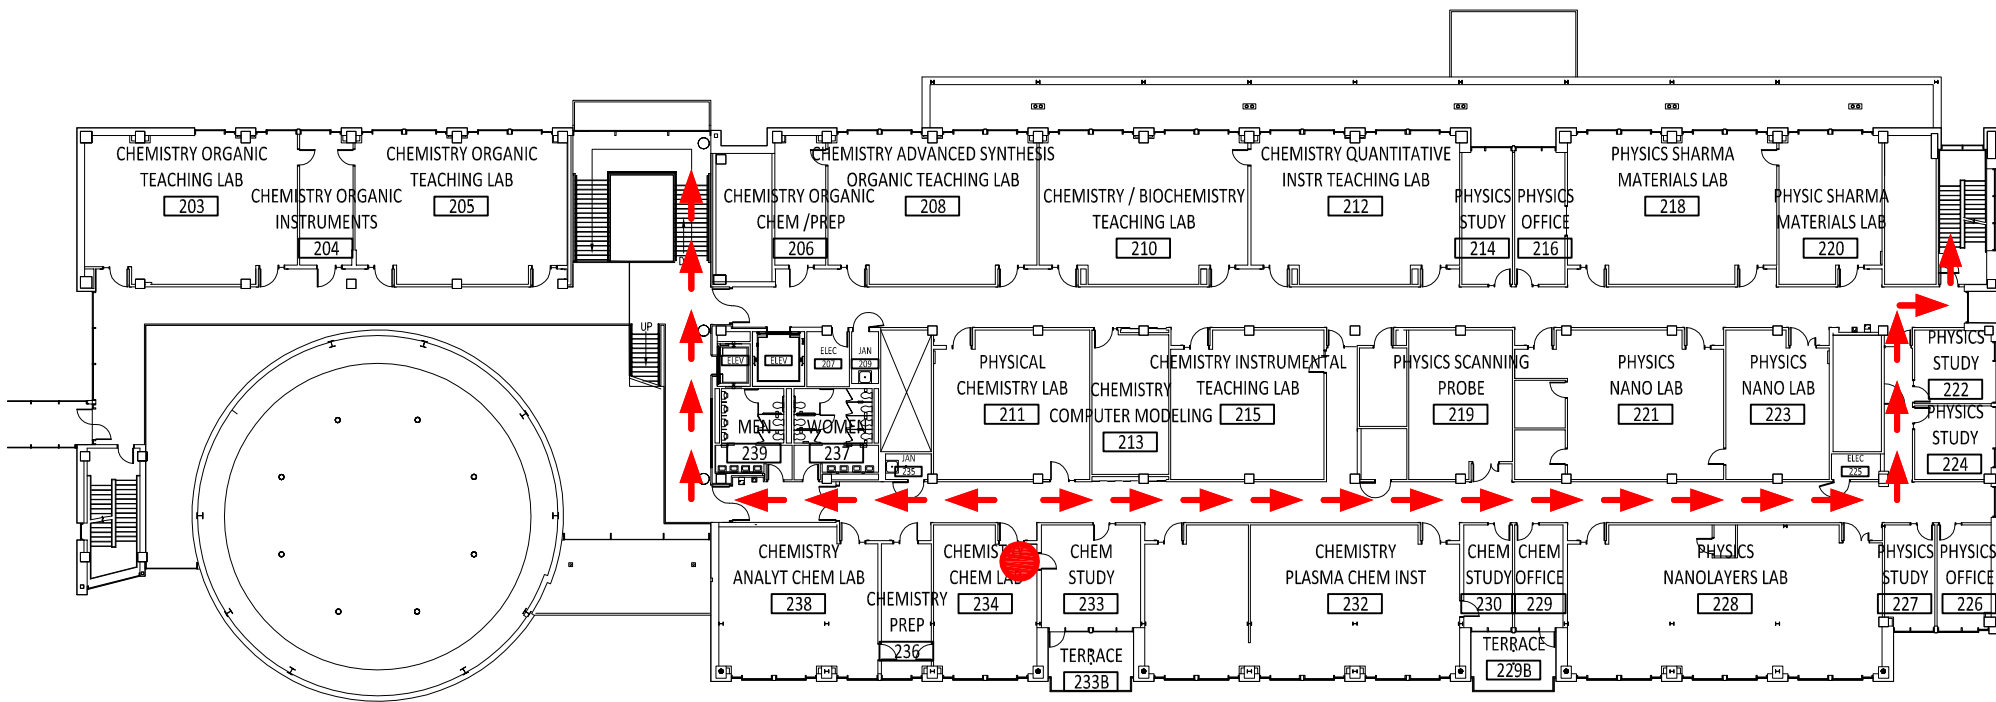 CHEMISTRY ORGANIC
TEACHING LAB
203
CHEMISTRY ORGANIC
INSTRUMENTS
204
CHEMISTRY ORGANIC
TEACHING LAB
205
CHEMISTRY ORGANIC
CHEM /PREP
206
CHEMISTRY ADVANCED SYNTHESIS
ORGANIC TEACHING LAB
208
CHEMISTRY / BIOCHEMISTRY
TEACHING LAB
210
CHEMISTRY QUANTITATIVE
INSTR TEACHING LAB
212
PHYSICS
STUDY
214
PHYSICS
OFFICE
216
PHYSICS SHARMA
MATERIALS LAB
218
PHYSIC SHARMA
MATERIALS LAB
220
UP
ELEV
ELEV
ELEC
207
JAN
209
PHYSICAL
CHEMISTRY LAB
211
CHEMISTRY
COMPUTER MODELING
213
CHEMISTRY INSTRUMENTAL
TEACHING LAB
215
PHYSICS SCANNING
PROBE
219
PHYSICS
NANO LAB
221
PHYSICS
NANO LAB
223
PHYSICS
STUDY
222
PHYSICS
STUDY
224
MEN
239
WOMEN
237
JAN
235
ELEC
225
CHEMISTRY
ANALYT CHEM LAB
238
CHEMISTRY
PREP
236
CHEM LAB
234
CHEM
STUDY
233
TERRACE
233B
CHEMISTRY
PLASMA CHEM INST
232
CHEM
STUDY
230
CHEM
OFFICE
229
TERRACE
229B
PHYSICS
NANOLAYERS LAB
228
PHYSICS
STUDY
227
PHYSICS
OFFICE
226